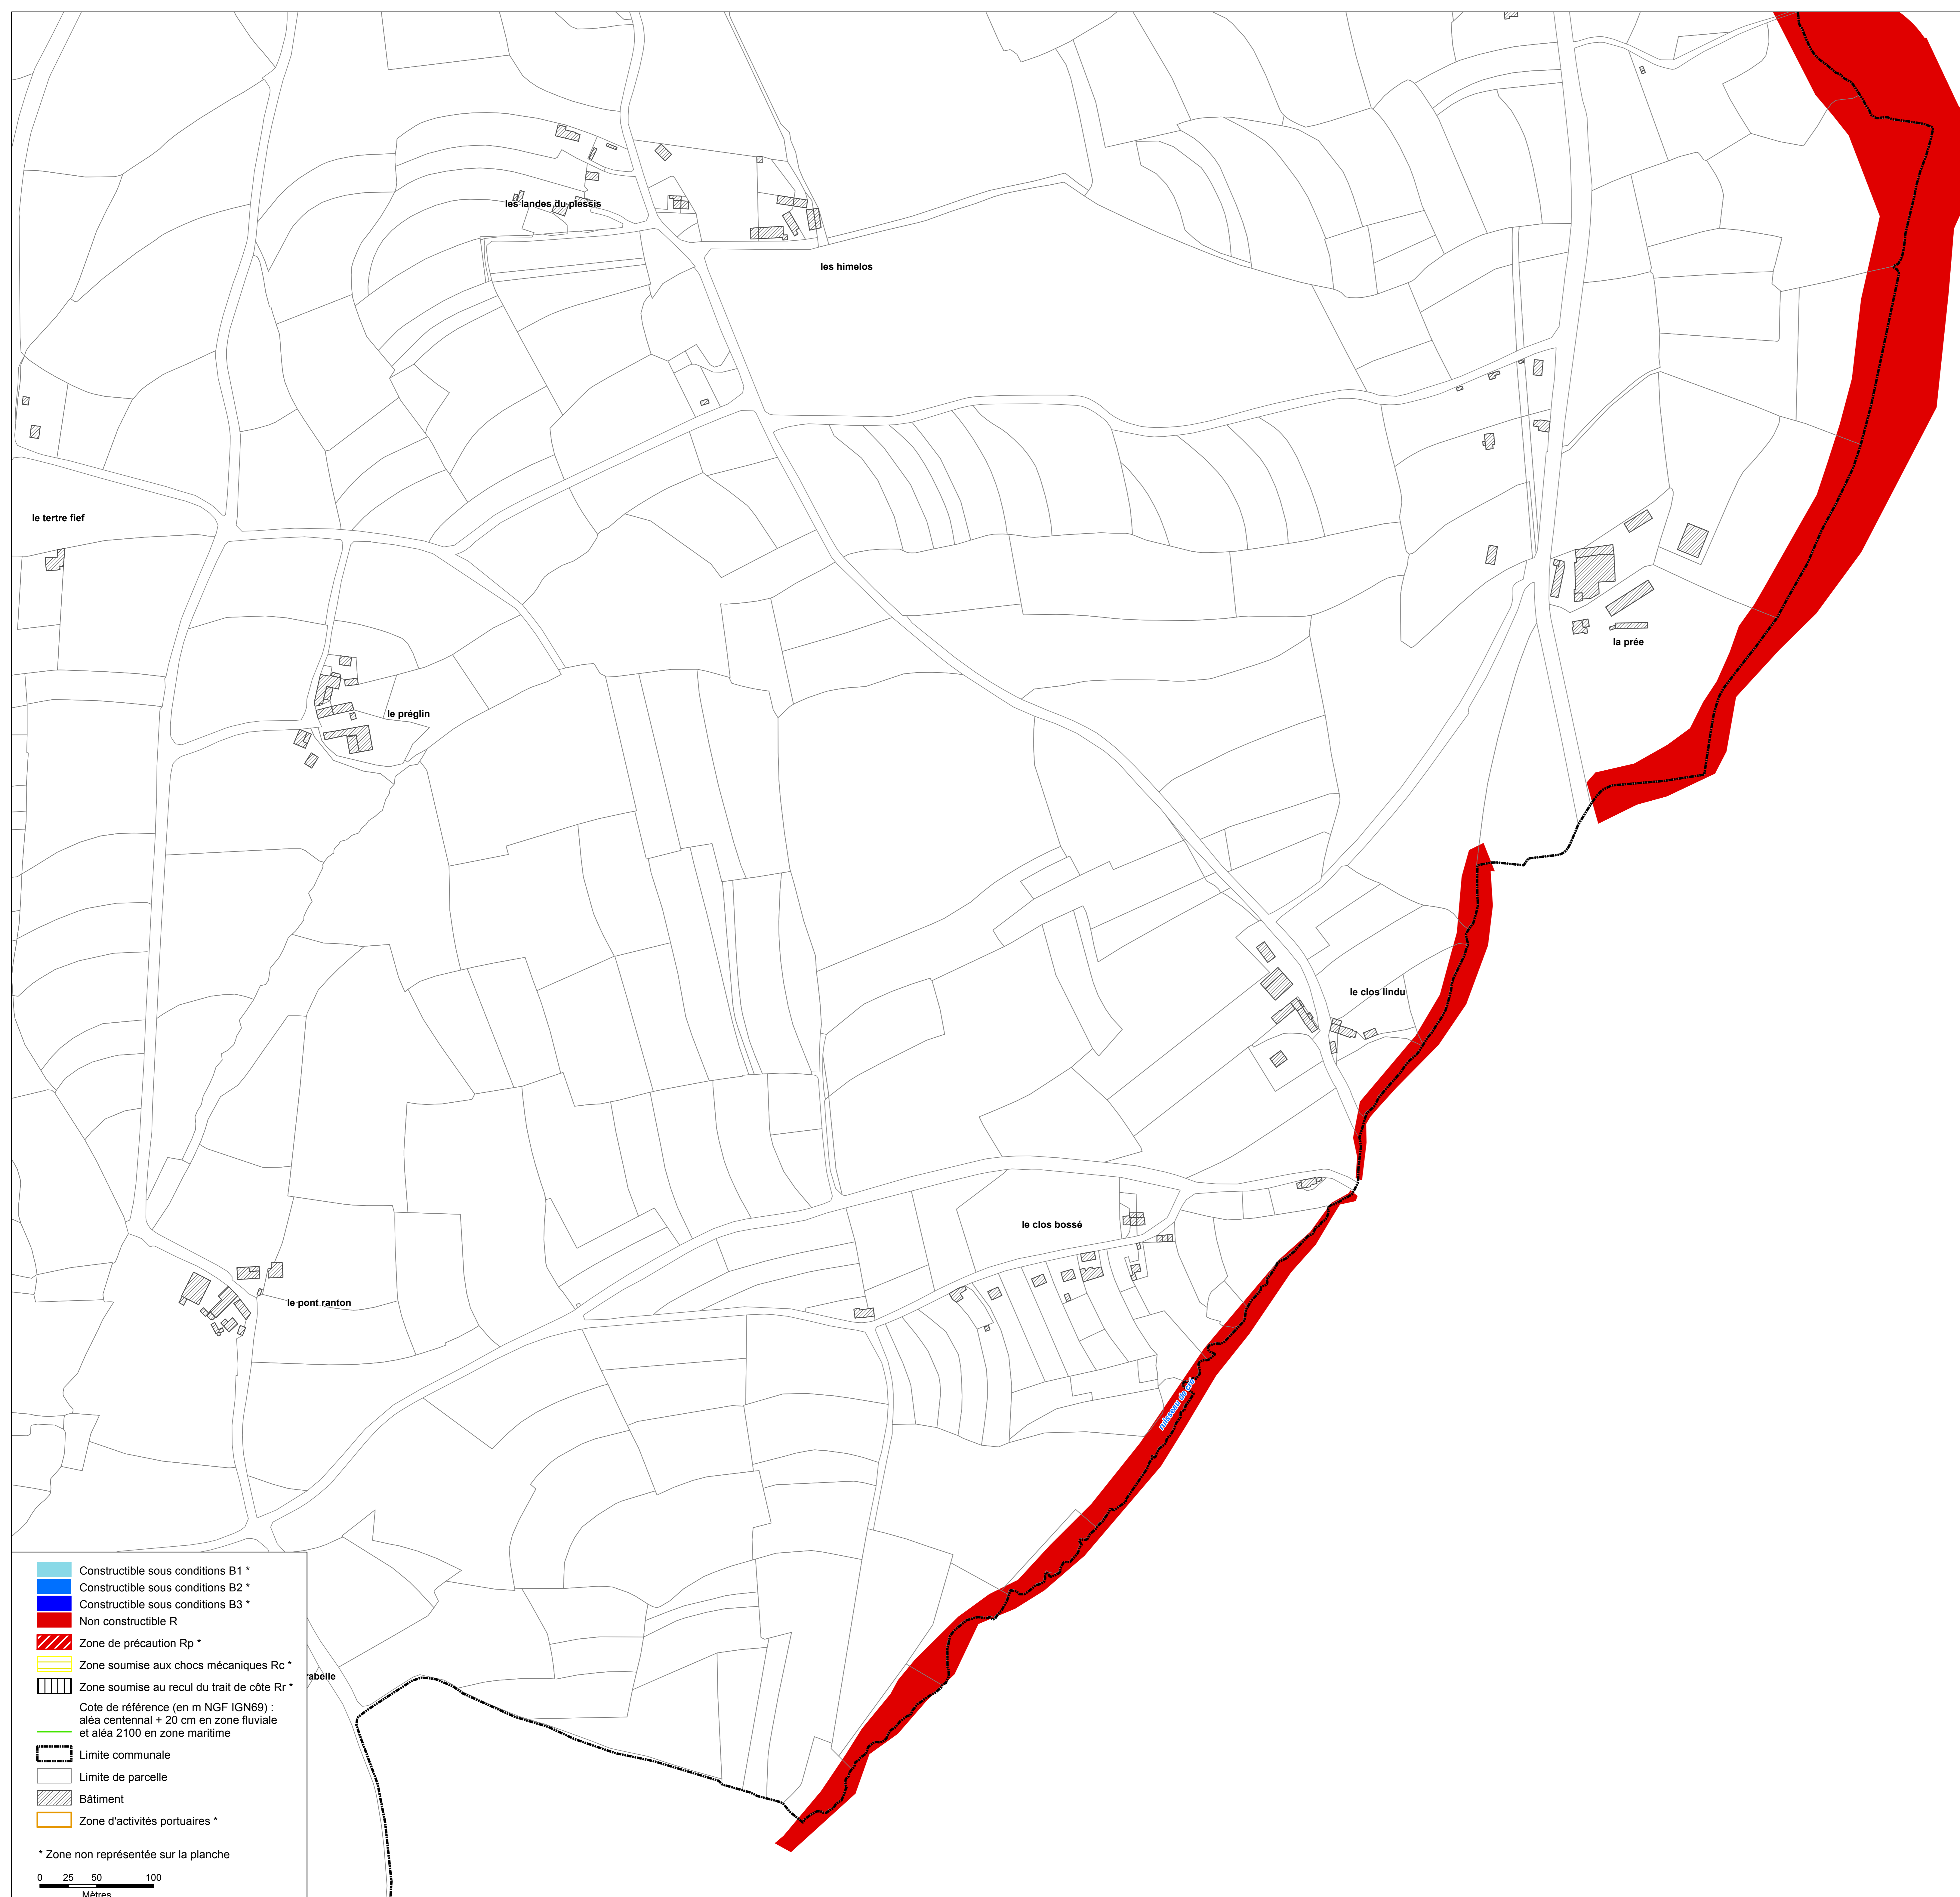 les landes du plessis
les himelos
le tertre fief
la prée
le préglin
le clos lindu
le clos bossé
le pont ranton
ruisseau de Cré
rabelle
Constructible sous conditions B1 *
Constructible sous conditions B2 *
Constructible sous conditions B3 *
Non constructible R
Zone de précaution Rp *
Zone soumise aux chocs mécaniques Rc *
Zone soumise au recul du trait de côte Rr *
Cote de référence (en m NGF IGN69) :
aléa centennal + 20 cm en zone fluviale
et aléa 2100 en zone maritime
Limite communale
Limite de parcelle
Bâtiment
Zone d'activités portuaires *
* Zone non représentée sur la planche
0 25 50 100
Mètres